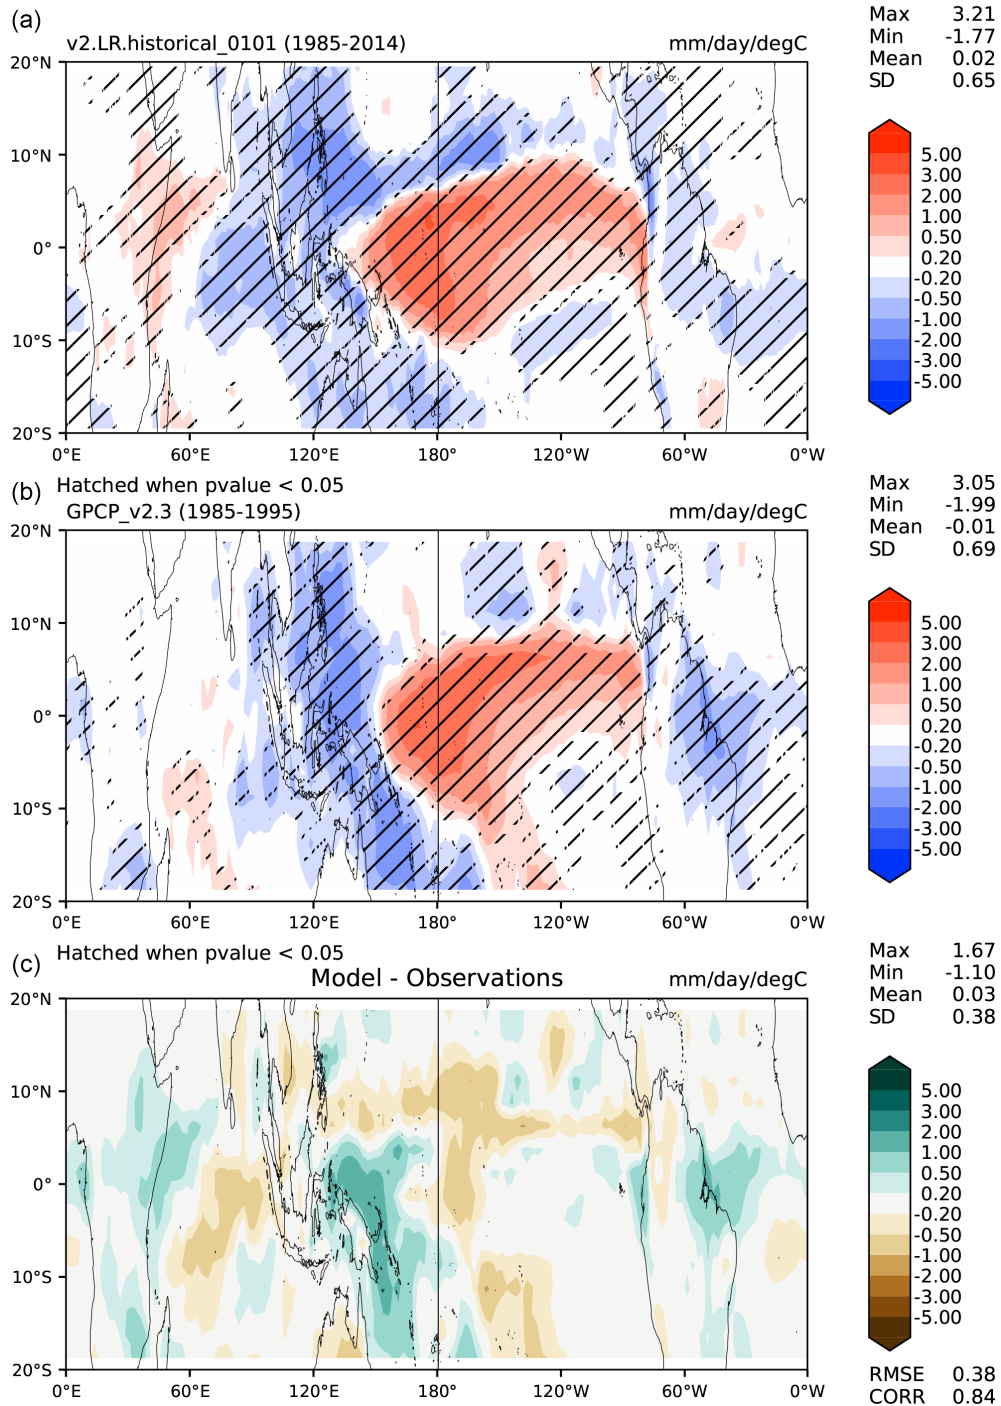 (a)
v2.LR.historical_0101 (1985-2014) mm/day/degC
Max 3.21
Min -1.77
Mean 0.02
SD 0.65
20°N
10°N
0°
10°S
20°S
0°E 60°E 120°E 180° 120°W 60°W 0°W
5.00
3.00
2.00
1.00
0.50
0.20
-0.20
-0.50
-1.00
-2.00
-3.00
-5.00
Hatched when pvalue < 0.05
(b)
GPCP_v2.3 (1985-1995) mm/day/degC
Max 3.05
Min -1.99
Mean -0.01
SD 0.69
20°N
10°N
0°
10°S
20°S
0°E 60°E 120°E 180° 120°W 60°W 0°W
5.00
3.00
2.00
1.00
0.50
0.20
-0.20
-0.50
-1.00
-2.00
-3.00
-5.00
Hatched when pvalue < 0.05
(c)
Model - Observations mm/day/degC
Max 1.67
Min -1.10
Mean 0.03
SD 0.38
20°N
10°N
0°
10°S
20°S
0°E 60°E 120°E 180° 120°W 60°W 0°W
5.00
3.00
2.00
1.00
0.50
0.20
-0.20
-0.50
-1.00
-2.00
-3.00
-5.00
RMSE 0.38
CORR 0.84